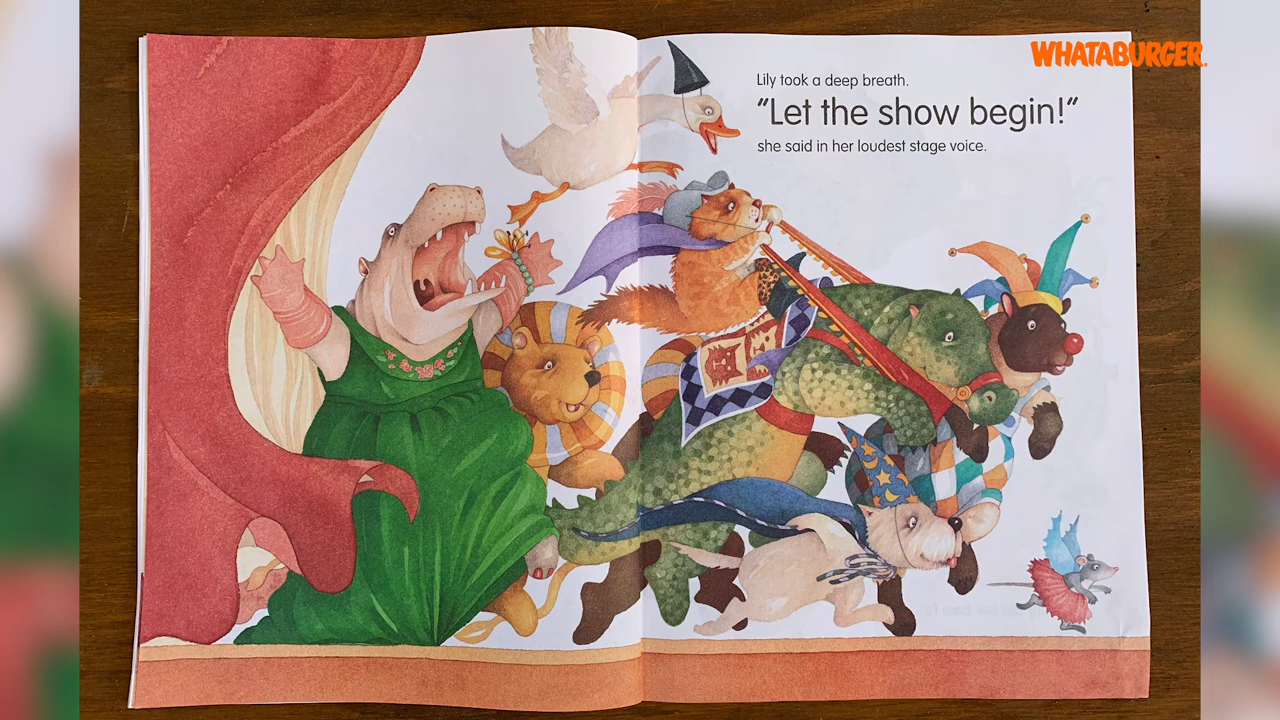 WHATABURGER
Lily took a deep breath.
“Let the show begin!“
she said in her loudest stage voice.